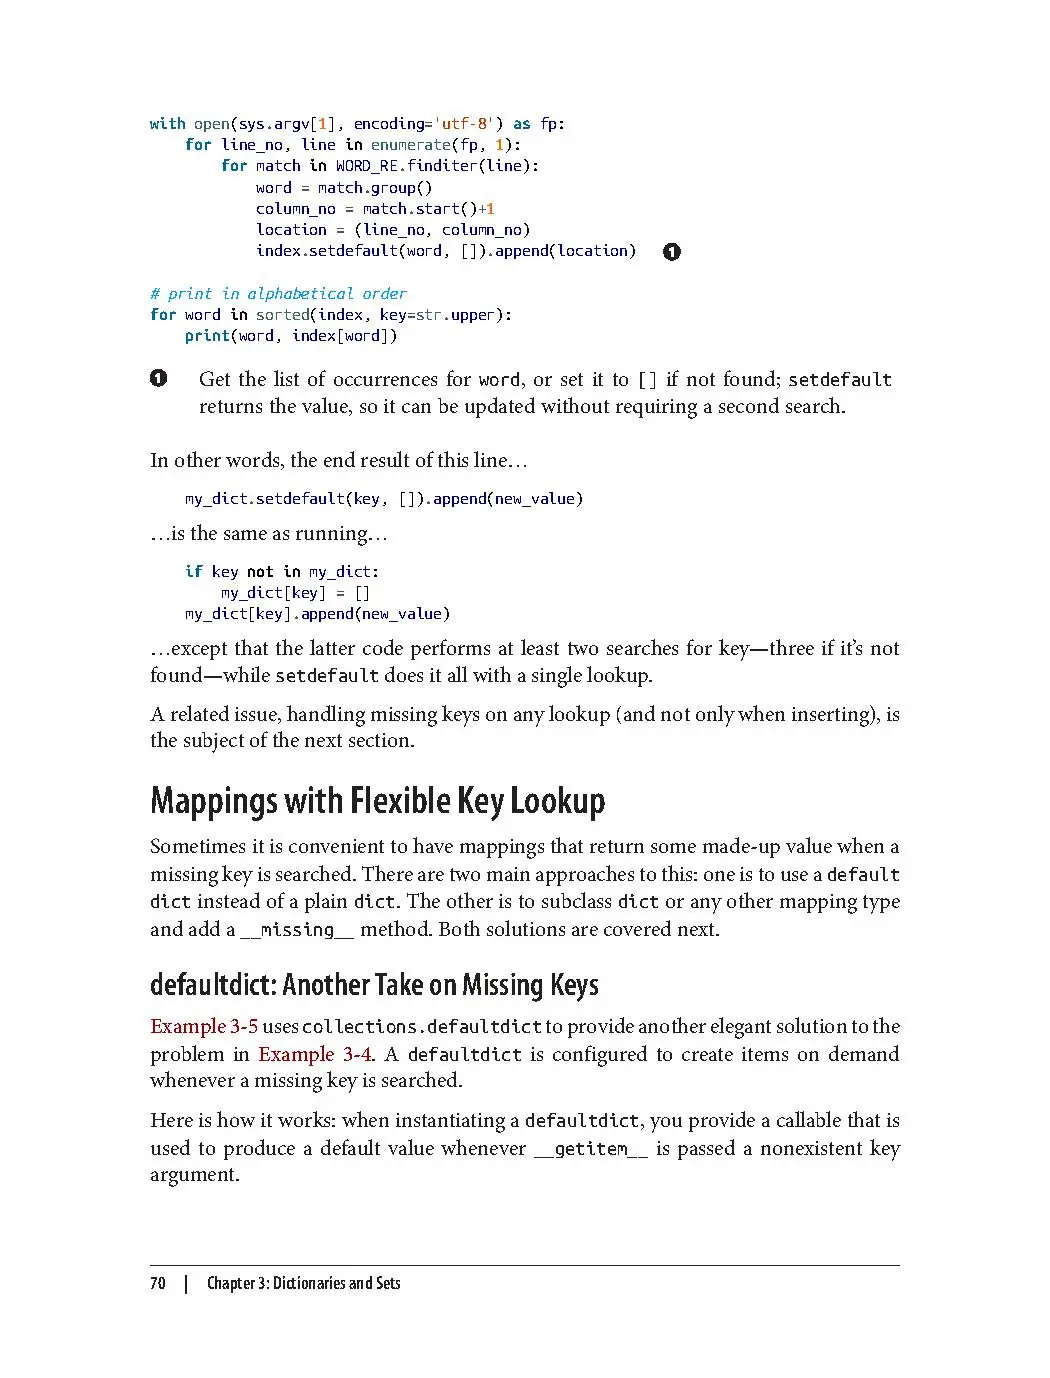 with open(sys.argv[1], encoding='utf-8') as fp:
    for line_no, line in enumerate(fp, 1):
        for match in WORD_RE.finditer(line):
            word = match.group()
            column_no = match.start()+1
            location = (line_no, column_no)
            index.setdefault(word, []).append(location) ❶
# print in alphabetical order
for word in sorted(index, key=str.upper):
    print(word, index[word])
❶ Get the list of occurrences for word, or set it to [] if not found; setdefault
returns the value, so it can be updated without requiring a second search.
In other words, the end result of this line…
my_dict.setdefault(key, []).append(new_value)
…is the same as running…
if key not in my_dict:
    my_dict[key] = []
my_dict[key].append(new_value)
…except that the latter code performs at least two searches for key—three if it’s not
found—while setdefault does it all with a single lookup.
A related issue, handling missing keys on any lookup (and not only when inserting), is
the subject of the next section.
Mappings with Flexible Key Lookup
Sometimes it is convenient to have mappings that return some made-up value when a
missing key is searched. There are two main approaches to this: one is to use a default
dict instead of a plain dict. The other is to subclass dict or any other mapping type
and add a __missing__ method. Both solutions are covered next.
defaultdict: Another Take on Missing Keys
Example 3-5 uses collections.defaultdict to provide another elegant solution to the
problem in Example 3-4. A defaultdict is configured to create items on demand
whenever a missing key is searched.
Here is how it works: when instantiating a defaultdict, you provide a callable that is
used to produce a default value whenever __getitem__ is passed a nonexistent key
argument.
70 | Chapter 3: Dictionaries and Sets